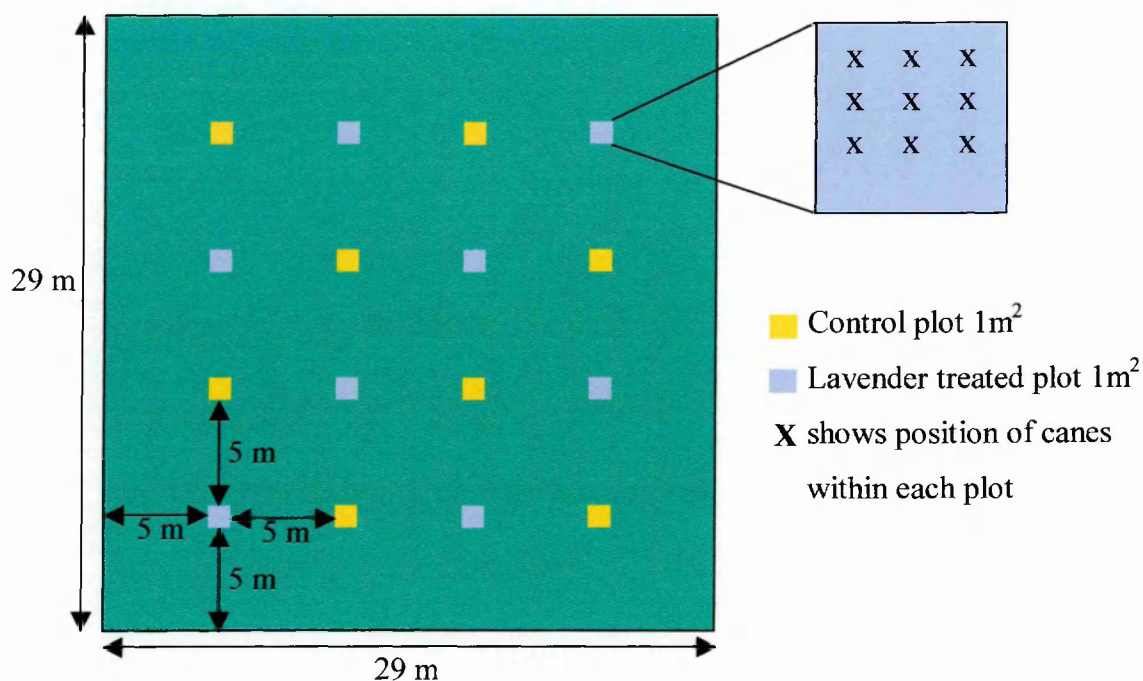 X X X
X X X
X X X
29 m
Control plot 1m²
Lavender treated plot 1m²
X shows position of canes
within each plot
5 m
5 m
5 m
5 m
29 m